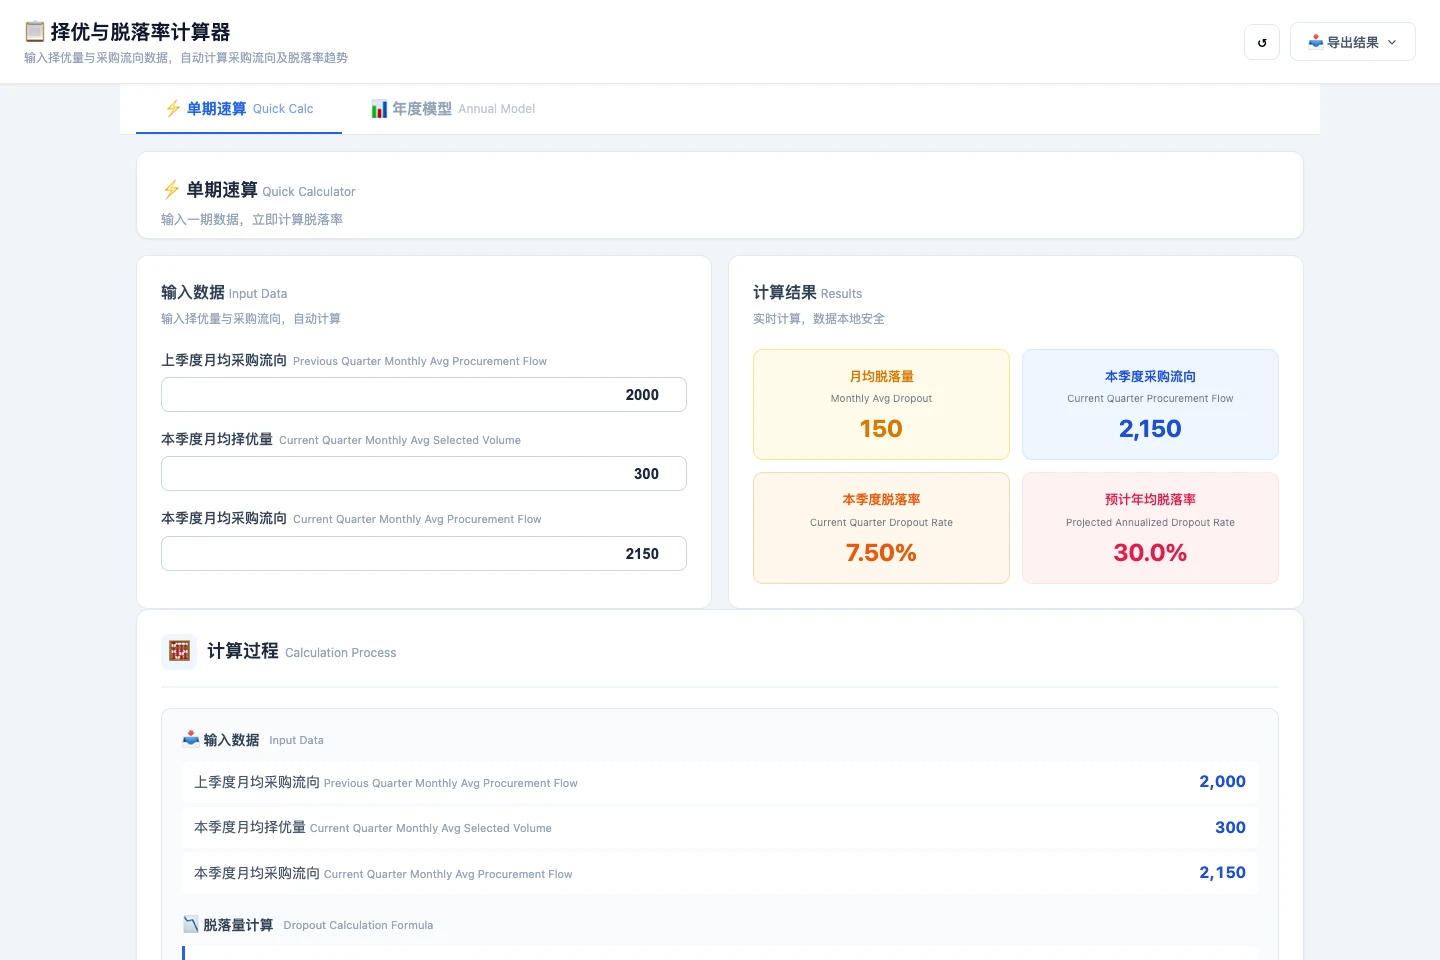 择优与脱落率计算器
输入择优量与采购流向数据，自动计算采购流向及脱落率趋势
↺
导出结果
单期速算 Quick Calc
年度模型 Annual Model
单期速算 Quick Calculator
输入一期数据，立即计算脱落率
输入数据 Input Data
输入择优量与采购流向，自动计算
上季度月均采购流向 Previous Quarter Monthly Avg Procurement Flow
2000
本季度月均择优量 Current Quarter Monthly Avg Selected Volume
300
本季度月均采购流向 Current Quarter Monthly Avg Procurement Flow
2150
计算结果 Results
实时计算，数据本地安全
月均脱落量
Monthly Avg Dropout
150
本季度采购流向
Current Quarter Procurement Flow
2,150
本季度脱落率
Current Quarter Dropout Rate
7.50%
预计年均脱落率
Projected Annualized Dropout Rate
30.0%
计算过程 Calculation Process
输入数据 Input Data
上季度月均采购流向 Previous Quarter Monthly Avg Procurement Flow 2,000
本季度月均择优量 Current Quarter Monthly Avg Selected Volume 300
本季度月均采购流向 Current Quarter Monthly Avg Procurement Flow 2,150
脱落量计算 Dropout Calculation Formula